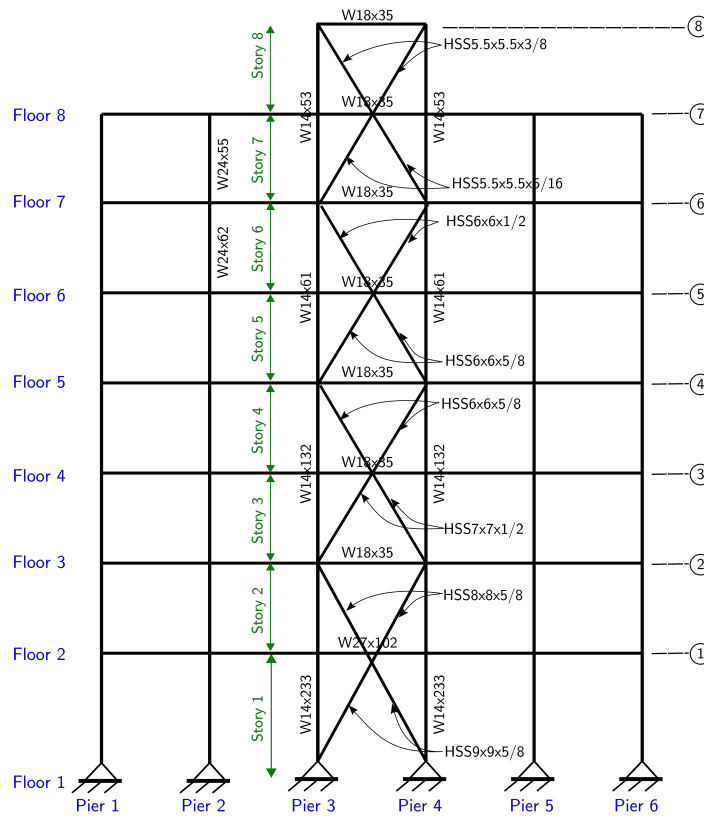 W18x35
8
Story 8
HSS5.5x5.5x3/8
W14x53
W18x35
W14x53
Floor 8
7
Story 7
W24x55
HSS5.5x5.5x5/16
W18x35
Floor 7
6
Story 6
W24x62
HSS6x6x1/2
W14x61
W18x35
W14x61
Floor 6
5
Story 5
HSS6x6x5/8
W18x35
Floor 5
4
Story 4
HSS6x6x5/8
W14x132
W18x35
W14x132
Floor 4
3
Story 3
HSS7x7x1/2
W18x35
Floor 3
2
Story 2
HSS8x8x5/8
W27x102
Floor 2
1
Story 1
W14x233
W14x233
HSS9x9x5/8
Floor 1
Pier 1 Pier 2 Pier 3 Pier 4 Pier 5 Pier 6